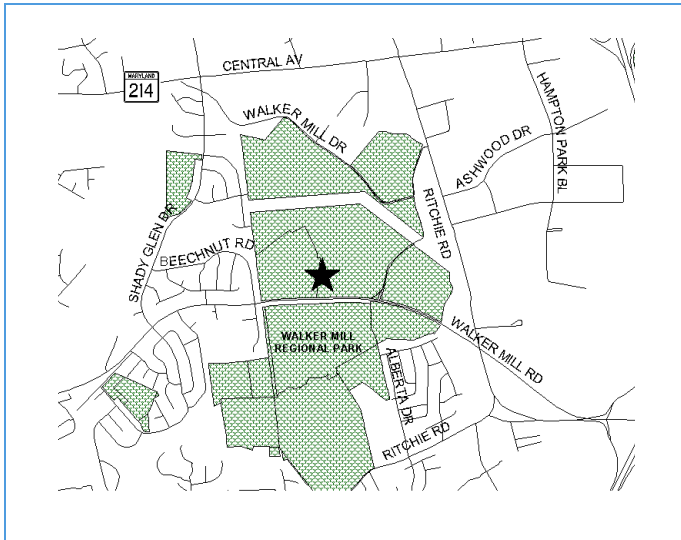 CENTRAL AV
MARYLAND
214
WALKER MILL DR
HAMPTON PARK BL
ASHWOOD DR
RITCHIE RD
SHADY GLEN DR
BEECHNUT RD
WALKER MILL
REGIONAL PARK
WALKER MILL RD
ALBERTA DR
RITCHIE RD